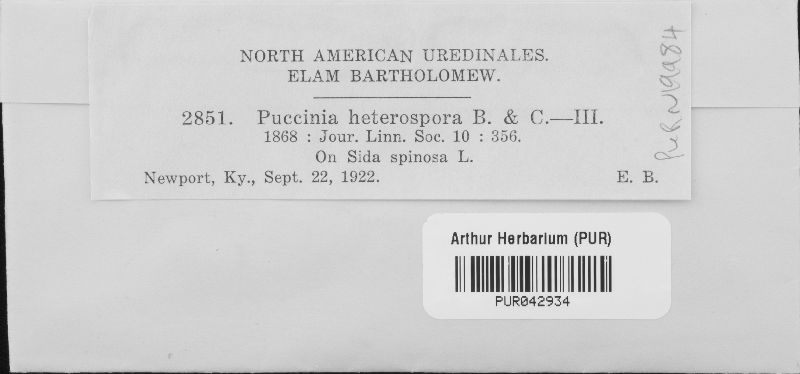 NORTH AMERICAN UREDINALES.
ELAM BARTHOLOMEW.
2851. Puccinia heterospora B. & C.—III.
1868 : Jour. Linn. Soc. 10 : 356.
On Sida spinosa L.
Newport, Ky., Sept. 22, 1922. E. B.
PURN19984
Arthur Herbarium (PUR)
PUR042934